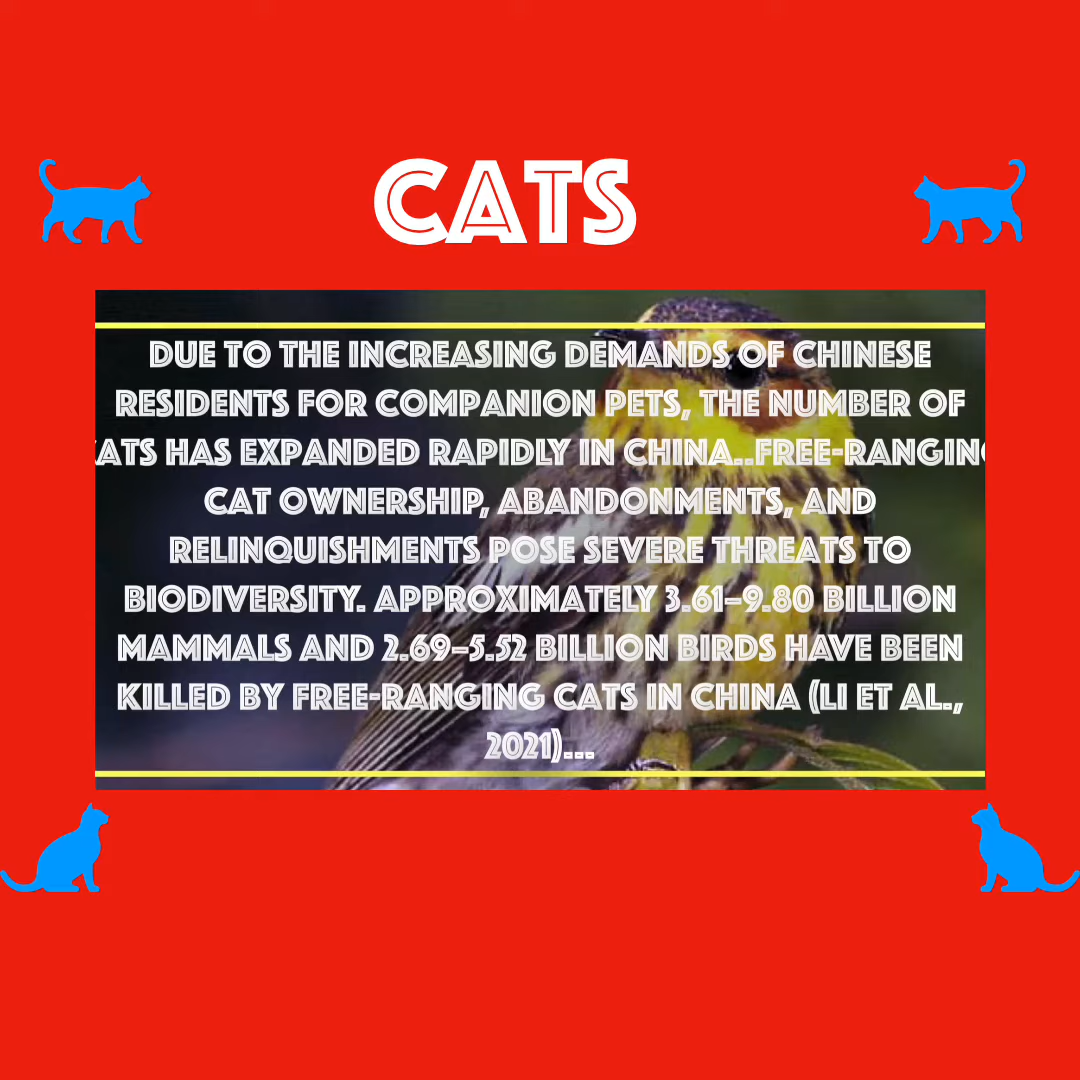 CATS
DUE TO THE INCREASING DEMANDS OF CHINESE
RESIDENTS FOR COMPANION PETS, THE NUMBER OF
CATS HAS EXPANDED RAPIDLY IN CHINA..FREE-RANGING
CAT OWNERSHIP, ABANDONMENTS, AND
RELINQUISHMENTS POSE SEVERE THREATS TO
BIODIVERSITY. APPROXIMATELY 3.61–9.80 BILLION
MAMMALS AND 2.69–5.52 BILLION BIRDS HAVE BEEN
KILLED BY FREE-RANGING CATS IN CHINA (LI ET AL.,
2021)...